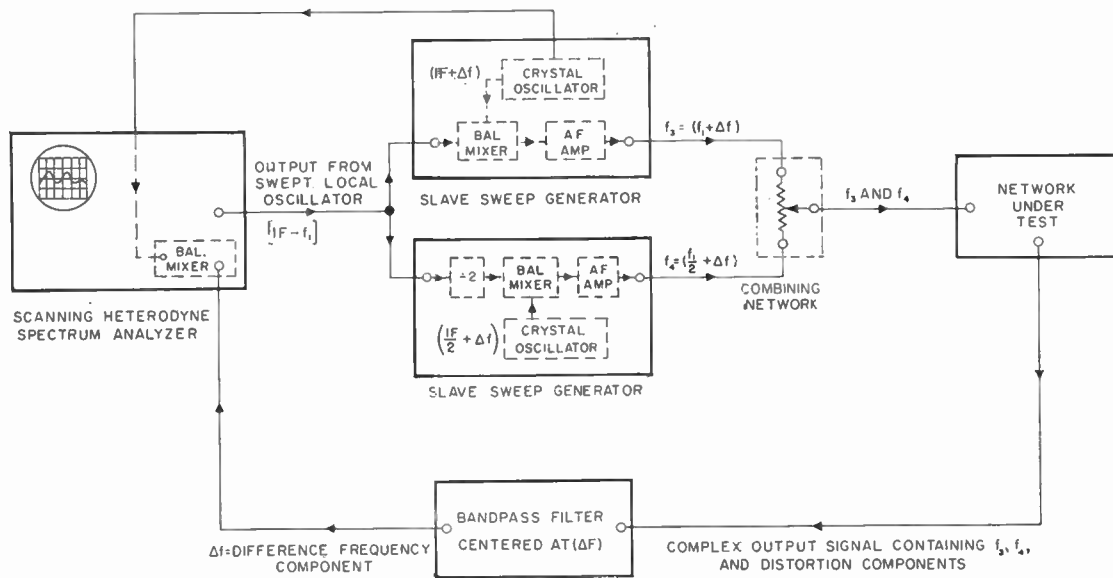 (IF+Δf)
CRYSTAL
OSCILLATOR
BAL
MIXER
AF
AMP
f₃ = (f₁+Δf)
SLAVE SWEEP GENERATOR
OUTPUT FROM
SWEPT LOCAL
OSCILLATOR
[IF-f₁]
BAL.
MIXER
SCANNING HETERODYNE
SPECTRUM ANALYZER
÷2
BAL
MIXER
AF
AMP
f₄=(f₁/2 + Δf)
(IF/2 + Δf)
CRYSTAL
OSCILLATOR
SLAVE SWEEP GENERATOR
COMBINING
NETWORK
f₃ AND f₄
NETWORK
UNDER
TEST
BANDPASS FILTER
CENTERED AT(ΔF)
Δf=DIFFERENCE FREQUENCY
COMPONENT
COMPLEX OUTPUT SIGNAL CONTAINING f₃, f₄,
AND DISTORTION COMPONENTS